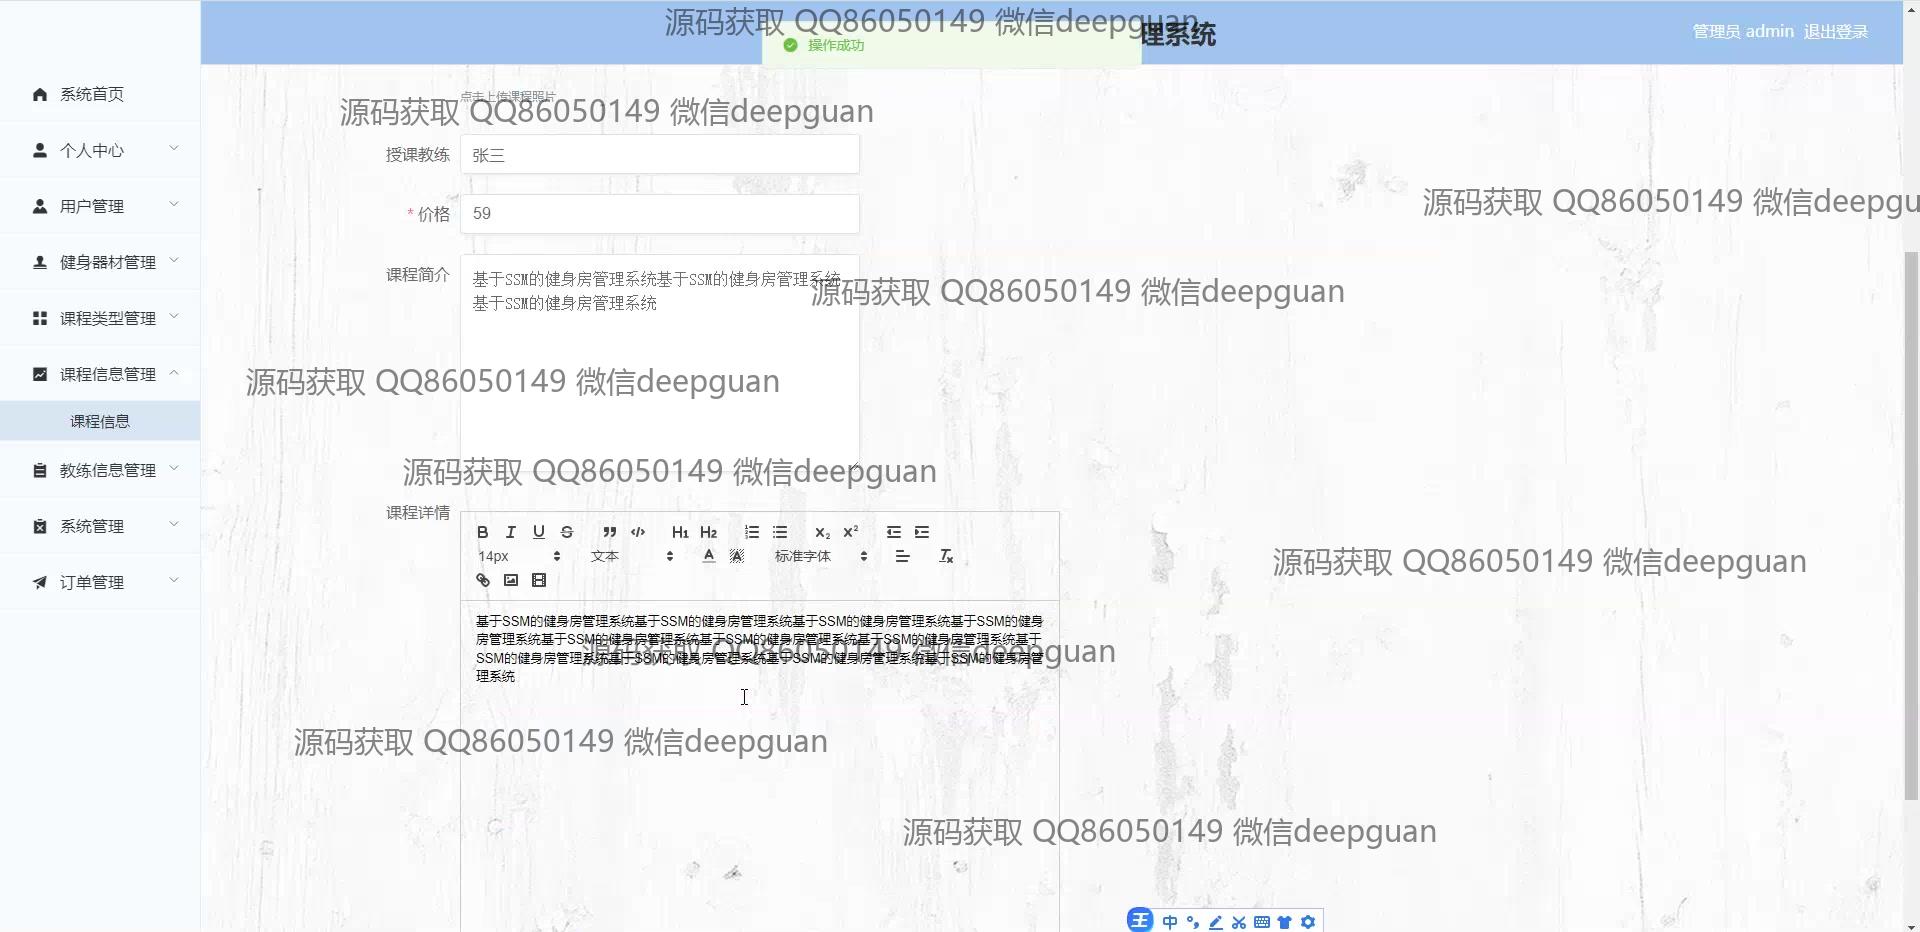 源码获取 QQ86050149 微信deepguan
理系统
管理员 admin 退出登录
操作成功
系统首页
个人中心
用户管理
健身器材管理
课程类型管理
课程信息管理
课程信息
教练信息管理
系统管理
订单管理
点击上传课程照片
源码获取 QQ86050149 微信deepguan
授课教练 张三
源码获取 QQ86050149 微信deepgu
* 价格 59
课程简介
基于SSM的健身房管理系统基于SSM的健身房管理系统
基于SSM的健身房管理系统
源码获取 QQ86050149 微信deepguan
源码获取 QQ86050149 微信deepguan
源码获取 QQ86050149 微信deepguan
课程详情
B I U S H1 H2 X2 X2
14px 文本 A A 标准字体 Tx
源码获取 QQ86050149 微信deepguan
基于SSM的健身房管理系统基于SSM的健身房管理系统基于SSM的健身房管理系统基于SSM的健身
房管理系统基于SSM的健身房管理系统基于SSM的健身房管理系统基于SSM的健身房管理系统基于
SSM的健身房管理系统基于SSM的健身房管理系统基于SSM的健身房管理系统基于SSM的健身房管
理系统
源码获取 QQ86050149 微信deepguan
源码获取 QQ86050149 微信deepguan
源码获取 QQ86050149 微信deepguan
王 中